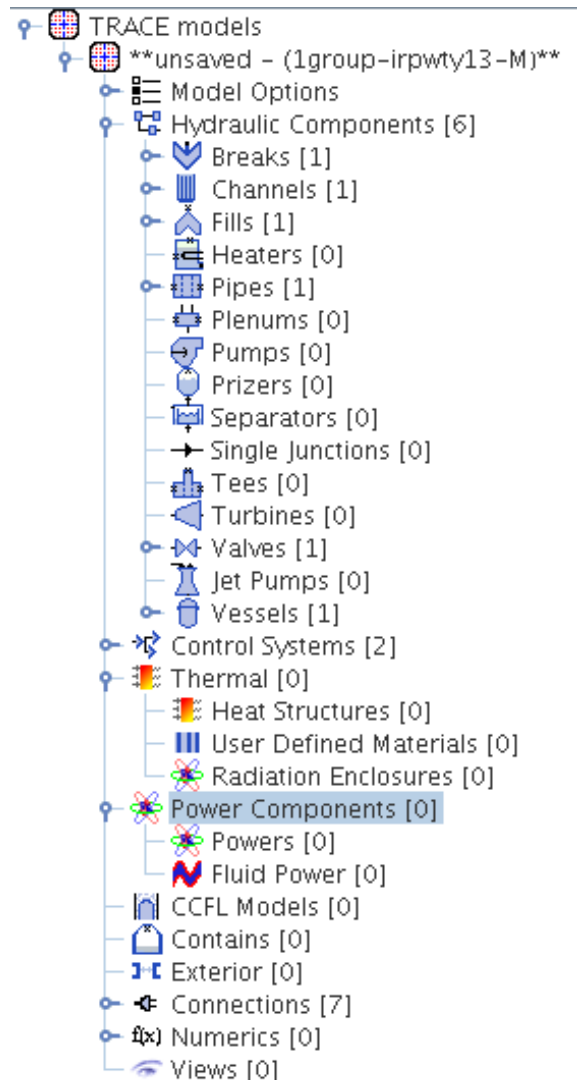 TRACE models
**unsaved - (1group-irpwty13-M)**
Model Options
Hydraulic Components [6]
Breaks [1]
Channels [1]
Fills [1]
Heaters [0]
Pipes [1]
Plenums [0]
Pumps [0]
Prizers [0]
Separators [0]
Single Junctions [0]
Tees [0]
Turbines [0]
Valves [1]
Jet Pumps [0]
Vessels [1]
Control Systems [2]
Thermal [0]
Heat Structures [0]
User Defined Materials [0]
Radiation Enclosures [0]
Power Components [0]
Powers [0]
Fluid Power [0]
CCFL Models [0]
Contains [0]
Exterior [0]
Connections [7]
f(x) Numerics [0]
Views [0]